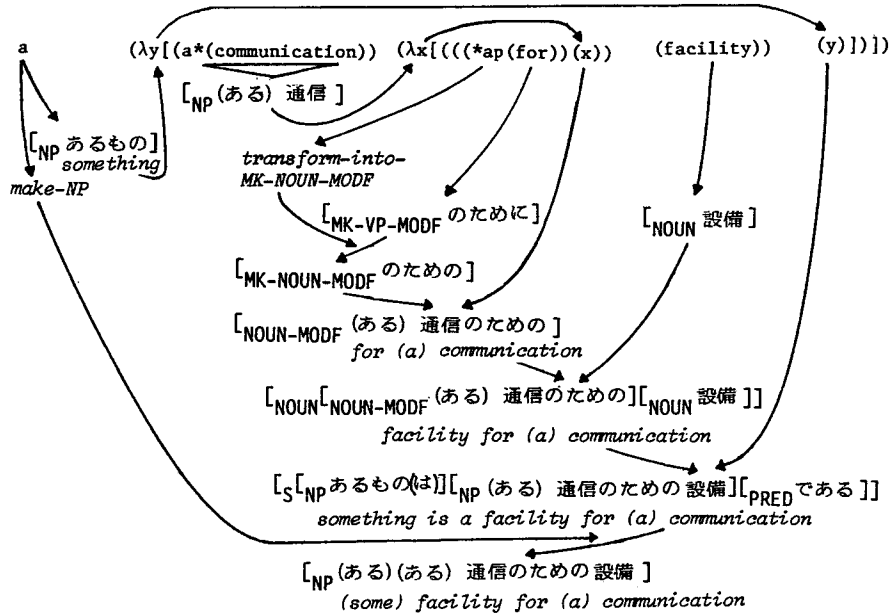 a (λy[(a*(communication)) (λx[(((*ap(for))(x)) (facility)) (y)])])
[NP(ある) 通信]
[NP あるもの]
something
make-NP
transform-into-
MK-NOUN-MODF
[MK-VP-MODF のために]
[NOUN 設備]
[MK-NOUN-MODF のための]
[NOUN-MODF (ある) 通信のための]
for (a) communication
[NOUN[NOUN-MODF(ある) 通信のための][NOUN 設備]]
facility for (a) communication
[S[NP あるもの(は)][NP (ある) 通信のための設備][PRED である]]
something is a facility for (a) communication
[NP(ある)(ある) 通信のための設備]
(some) facility for (a) communication